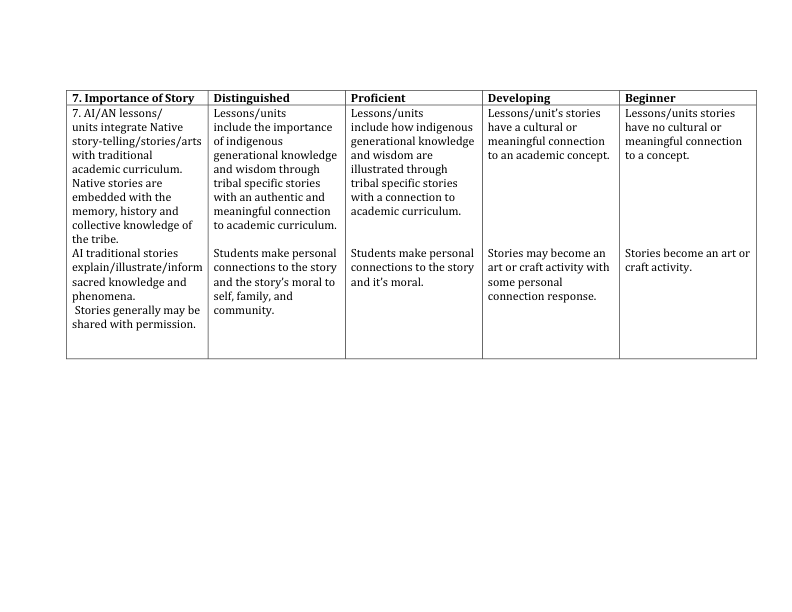 7. Importance of Story
Distinguished
Proficient
Developing
Beginner
7. AI/AN lessons/
units integrate Native
story-telling/stories/arts
with traditional
academic curriculum.
Native stories are
embedded with the
memory, history and
collective knowledge of
the tribe.
AI traditional stories
explain/illustrate/inform
sacred knowledge and
phenomena.
Stories generally may be
shared with permission.
Lessons/units
include the importance
of indigenous
generational knowledge
and wisdom through
tribal specific stories
with an authentic and
meaningful connection
to academic curriculum.
Students make personal
connections to the story
and the story's moral to
self, family, and
community.
Lessons/units
include how indigenous
generational knowledge
and wisdom are
illustrated through
tribal specific stories
with a connection to
academic curriculum.
Students make personal
connections to the story
and it's moral.
Lessons/unit's stories
have a cultural or
meaningful connection
to an academic concept.
Stories may become an
art or craft activity with
some personal
connection response.
Lessons/units stories
have no cultural or
meaningful connection
to a concept.
Stories become an art or
craft activity.